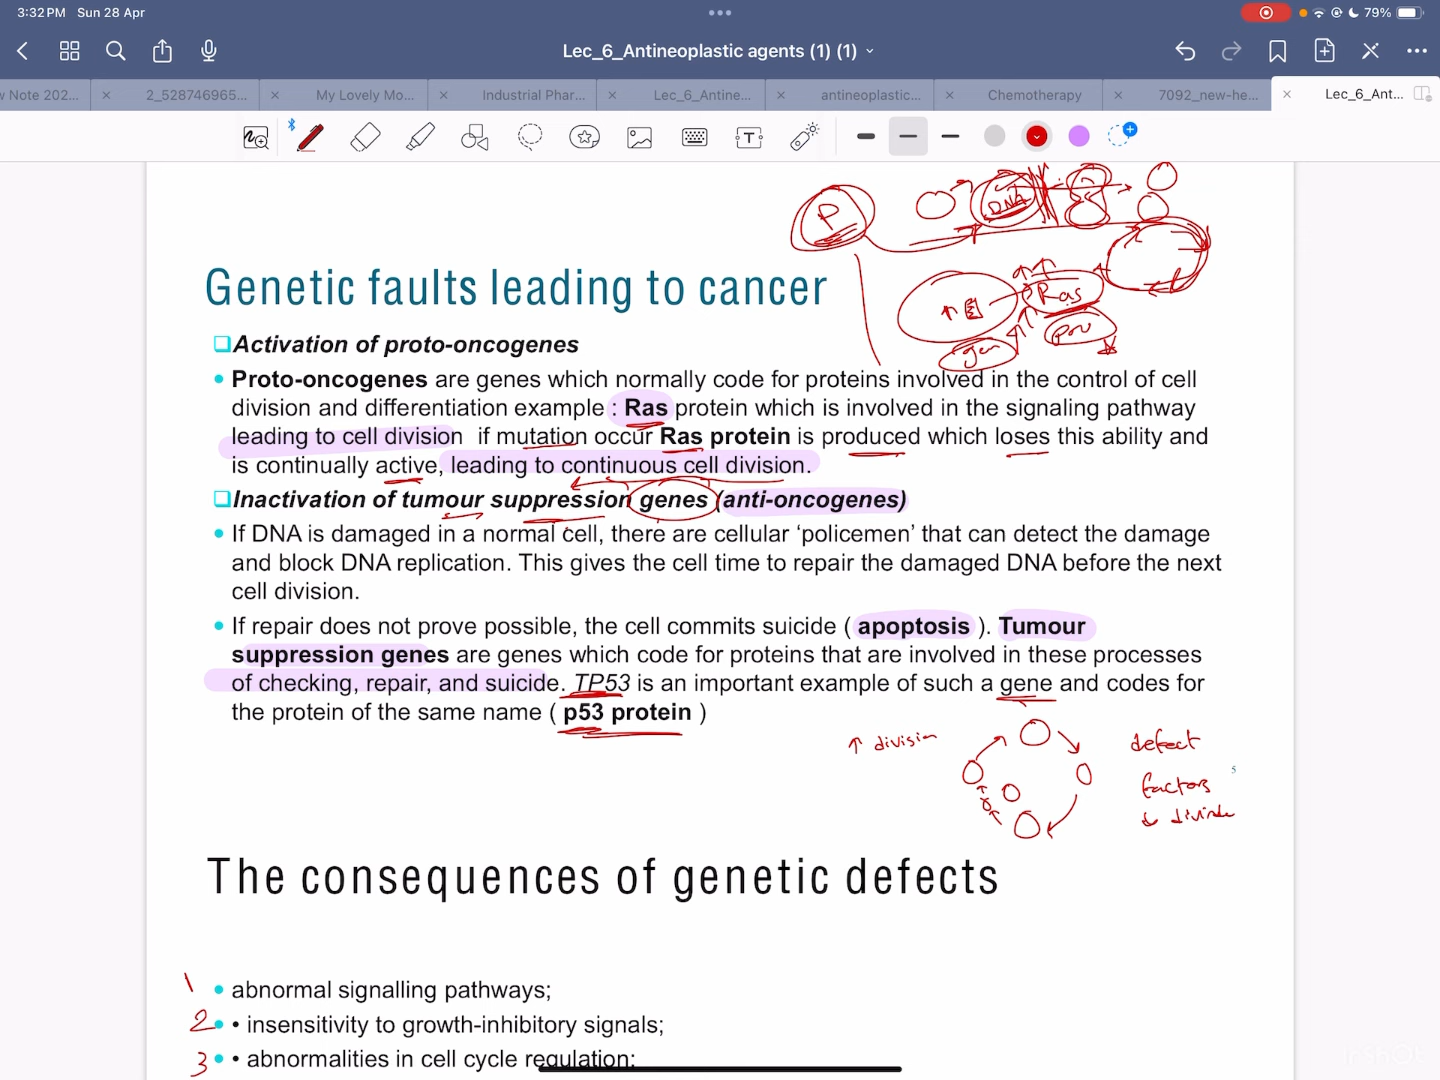 3:32 PM Sun 28 Apr
79%
Lec_6_Antineoplastic agents (1) (1)
w Note 202...
2_528746965...
My Lovely Mo...
Industrial Phar...
Lec_6_Antine...
antineoplastic...
Chemotherapy
7092_new-he...
Lec_6_Ant...
P
DNA
Ras
gen
pro
Genetic faults leading to cancer
Activation of proto-oncogenes
• Proto-oncogenes are genes which normally code for proteins involved in the control of cell
division and differentiation example : Ras protein which is involved in the signaling pathway
leading to cell division if mutation occur Ras protein is produced which loses this ability and
is continually active, leading to continuous cell division.
Inactivation of tumour suppression genes (anti-oncogenes)
• If DNA is damaged in a normal cell, there are cellular ‘policemen’ that can detect the damage
and block DNA replication. This gives the cell time to repair the damaged DNA before the next
cell division.
• If repair does not prove possible, the cell commits suicide ( apoptosis ). Tumour
suppression genes are genes which code for proteins that are involved in these processes
of checking, repair, and suicide. TP53 is an important example of such a gene and codes for
the protein of the same name ( p53 protein )
↑ division
defect
factors
↓ divide
5
The consequences of genetic defects
1 • abnormal signalling pathways;
2 • • insensitivity to growth-inhibitory signals;
3 • • abnormalities in cell cycle regulation;
InShOt